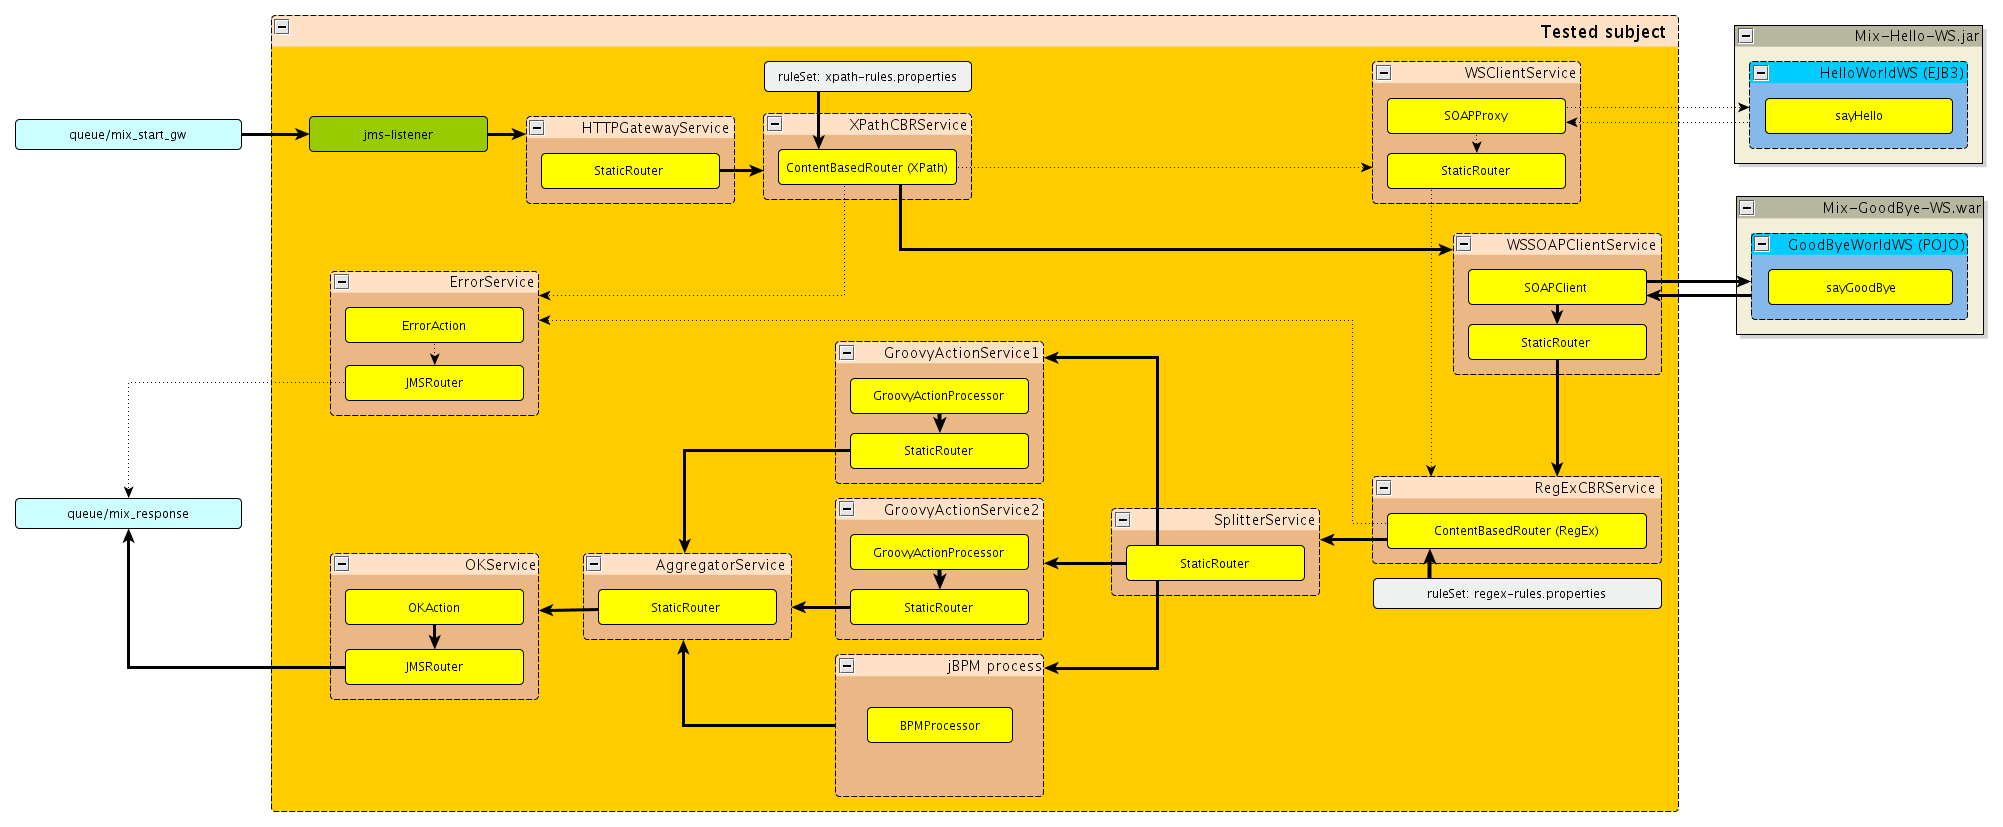 Tested subject
Mix-Hello-WS.jar
HelloWorldWS (EJB3)
sayHello
Mix-GoodBye-WS.war
GoodByeWorldWS (POJO)
sayGoodBye
queue/mix_start_gw
jms-listener
HTTPGatewayService
StaticRouter
ruleSet: xpath-rules.properties
XPathCBRService
ContentBasedRouter (XPath)
WSClientService
SOAPProxy
StaticRouter
WSSOAPClientService
SOAPClient
StaticRouter
ErrorService
ErrorAction
JMSRouter
GroovyActionService1
GroovyActionProcessor
StaticRouter
queue/mix_response
GroovyActionService2
GroovyActionProcessor
StaticRouter
SplitterService
StaticRouter
RegExCBRService
ContentBasedRouter (RegEx)
ruleSet: regex-rules.properties
OKService
OKAction
JMSRouter
AggregatorService
StaticRouter
jBPM process
BPMProcessor